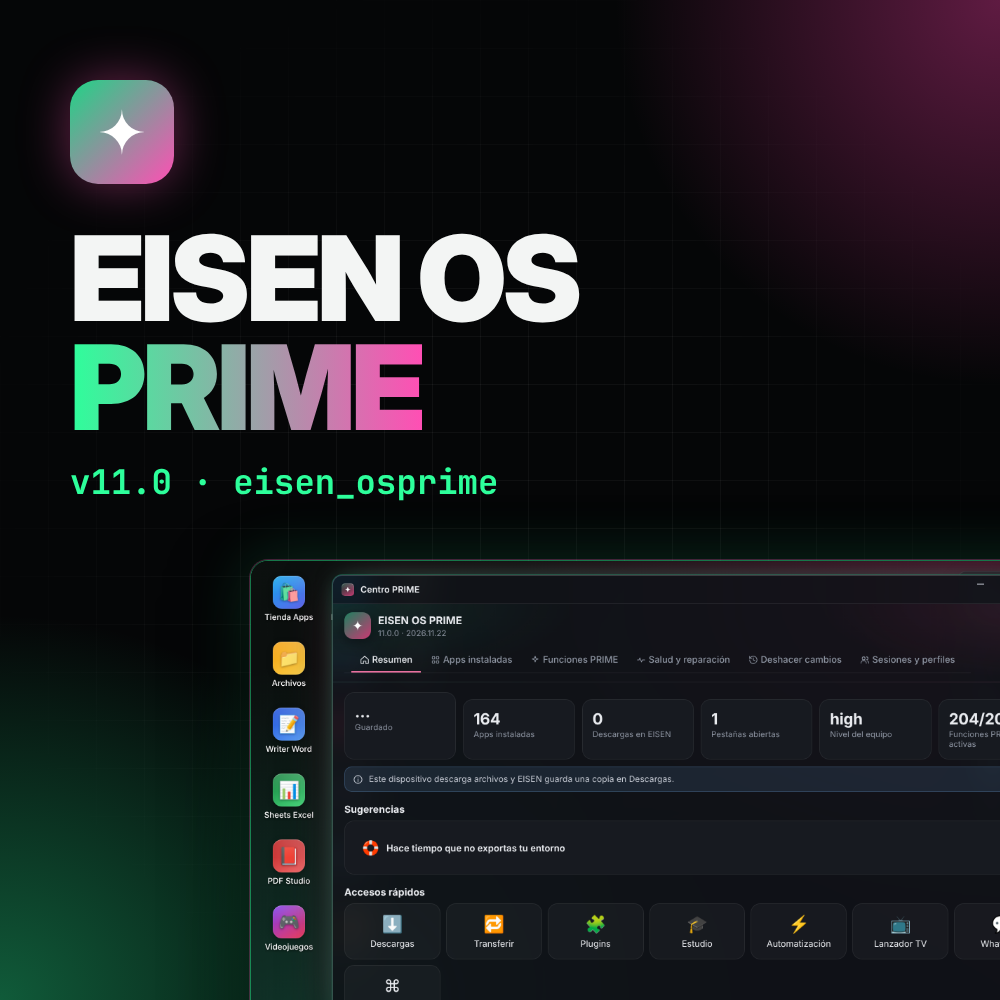 EISEN OS
PRIME
v11.0 · eisen_osprime
Centro PRIME
EISEN OS PRIME
11.0.0 · 2026.11.22
Resumen
Apps instaladas
Funciones PRIME
Salud y reparación
Deshacer cambios
Sesiones y perfiles
...
Guardado
164
Apps instaladas
0
Descargas en EISEN
1
Pestañas abiertas
high
Nivel del equipo
Funciones
activas
Este dispositivo descarga archivos y EISEN guarda una copia en Descargas.
Sugerencias
Hace tiempo que no exportas tu entorno
Accesos rápidos
Descargas
Transferir
Plugins
Estudio
Automatización
Lanzador TV
Tienda Apps
Archivos
Writer Word
Sheets Excel
PDF Studio
Videojuegos